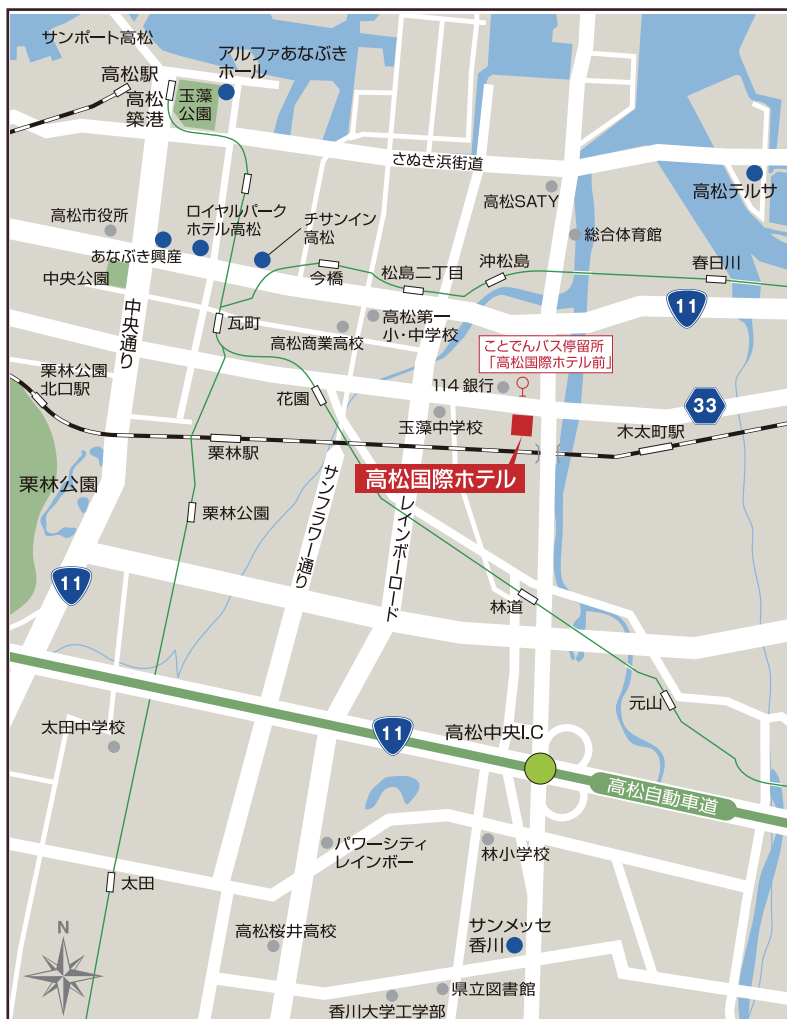 サンポート高松
アルファあなぶき
ホール
高松駅
高松
築港
玉藻
公園
さぬき浜街道
高松テルサ
高松SATY
高松市役所
ロイヤルパーク
ホテル高松
チサンイン
高松
総合体育館
あなぶき興産
中央公園
今橋
松島二丁目
沖松島
春日川
11
中央通り
瓦町
高松商業高校
高松第一
小・中学校
ことでんバス停留所
「高松国際ホテル前」
栗林公園
北口駅
花園
114銀行
33
玉藻中学校
木太町駅
栗林駅
高松国際ホテル
栗林公園
栗林公園
サンフラワー通り
レインボーロード
11
林道
元山
太田中学校
11
高松中央I.C
高松自動車道
パワーシティ
レインボー
林小学校
太田
高松桜井高校
サンメッセ
香川
N
県立図書館
香川大学工学部